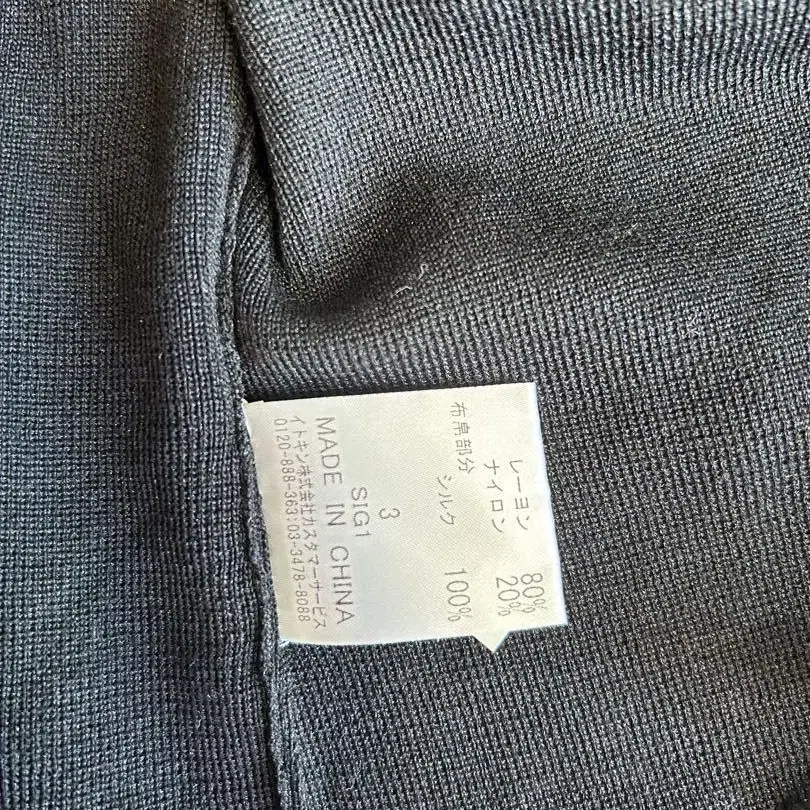 レーヨン 80%
ナイロン 20%
布帛部分
シルク 100%
3
SIG1
MADE IN CHINA
イトキン株式会社カスタマーサービス
0120-888-363:03-3478-8088